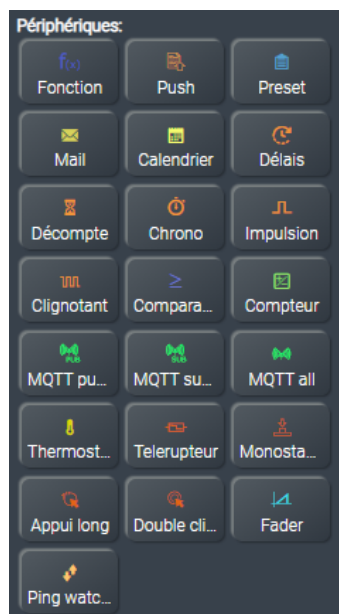 Périphériques:
f(x)
Fonction
Push
Preset
Mail
Calendrier
Délais
Décompte
Chrono
Impulsion
Clignotant
≥
Compara...
Compteur
PUB
MQTT pu...
SUB
MQTT su...
MQTT all
Thermost...
Telerupteur
Monosta...
Appui long
Double cli...
Fader
Ping watc...